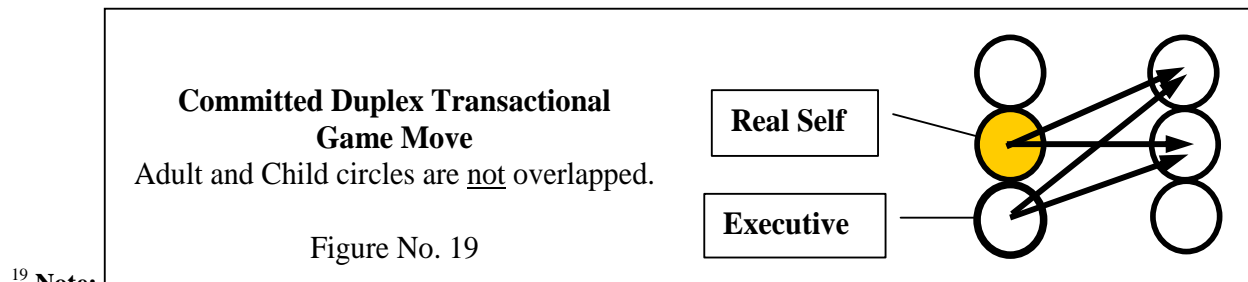 Committed Duplex Transactional
Game Move
Adult and Child circles are not overlapped.
Figure No. 19
Real Self
Executive
19 Note: